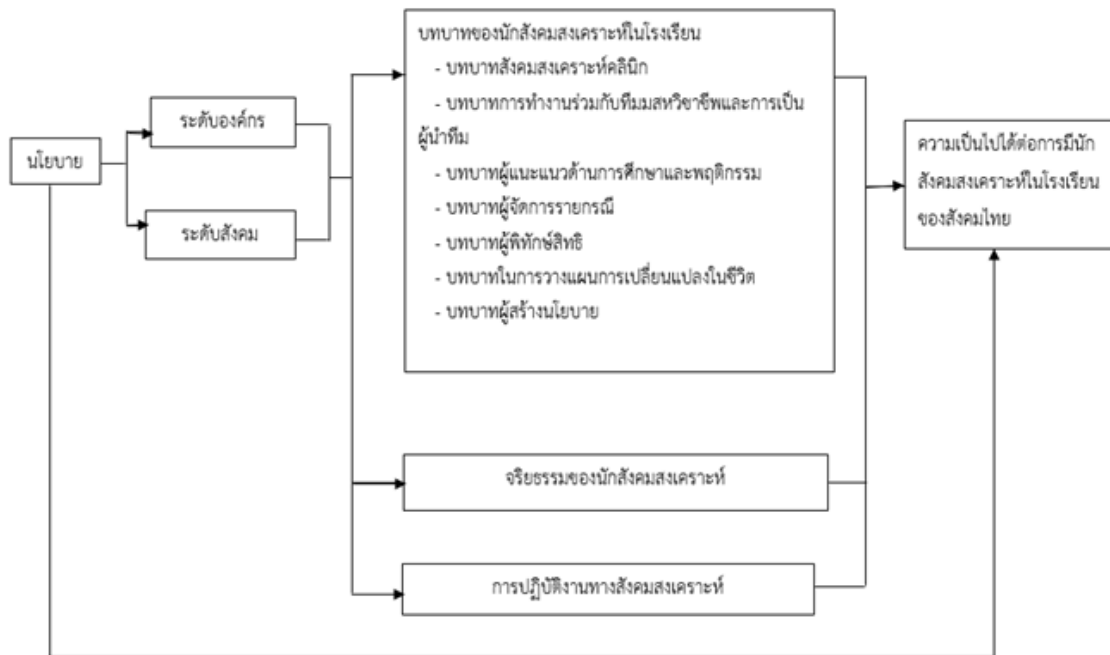 นโยบาย
ระดับองค์กร
ระดับสังคม
บทบาทของนักสังคมสงเคราะห์ในโรงเรียน
- บทบาทสังคมสงเคราะห์คลินิก
- บทบาทการทำงานร่วมกับทีมสหวิชาชีพและการเป็น
ผู้นำทีม
- บทบาทผู้แนะแนวด้านการศึกษาและพฤติกรรม
- บทบาทผู้จัดการรายกรณี
- บทบาทผู้พิทักษ์สิทธิ
- บทบาทในการวางแผนการเปลี่ยนแปลงในชีวิต
- บทบาทผู้สร้างนโยบาย
จริยธรรมของนักสังคมสงเคราะห์
การปฏิบัติงานทางสังคมสงเคราะห์
ความเป็นไปได้ต่อการมีนัก
สังคมสงเคราะห์ในโรงเรียน
ของสังคมไทย